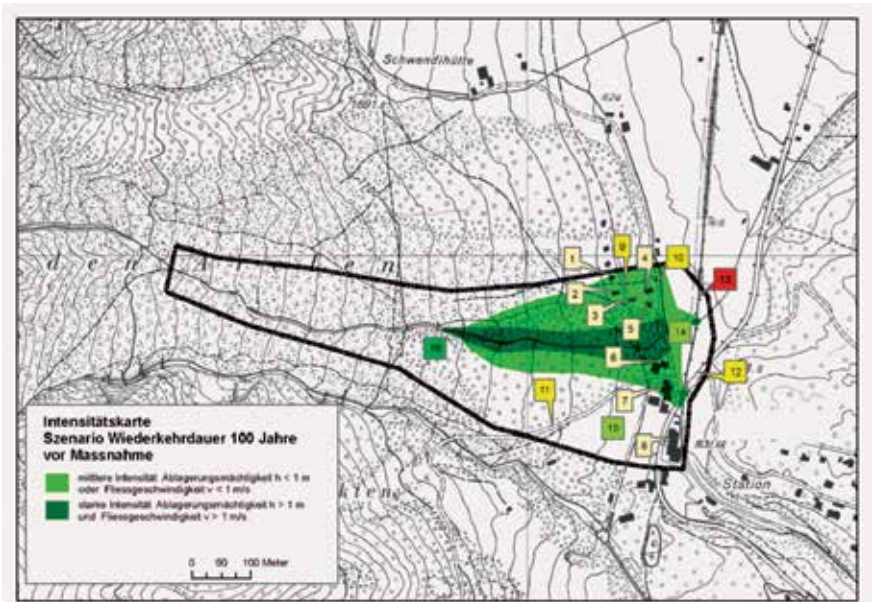 Schwendihütte
1
9
4
10
2
13
3
5
14
6
12
11
7
8
Station
Intensitätskarte
Szenario Wiederkehrdauer 100 Jahre
vor Massnahme
mittlere Intensität Ablagerungsmächtigkeit h < 1 m
oder Fliessgeschwindigkeit v < 1 m/s
starke Intensität Ablagerungsmächtigkeit h > 1 m
und Fliessgeschwindigkeit v > 1 m/s
0 50 100 Meter